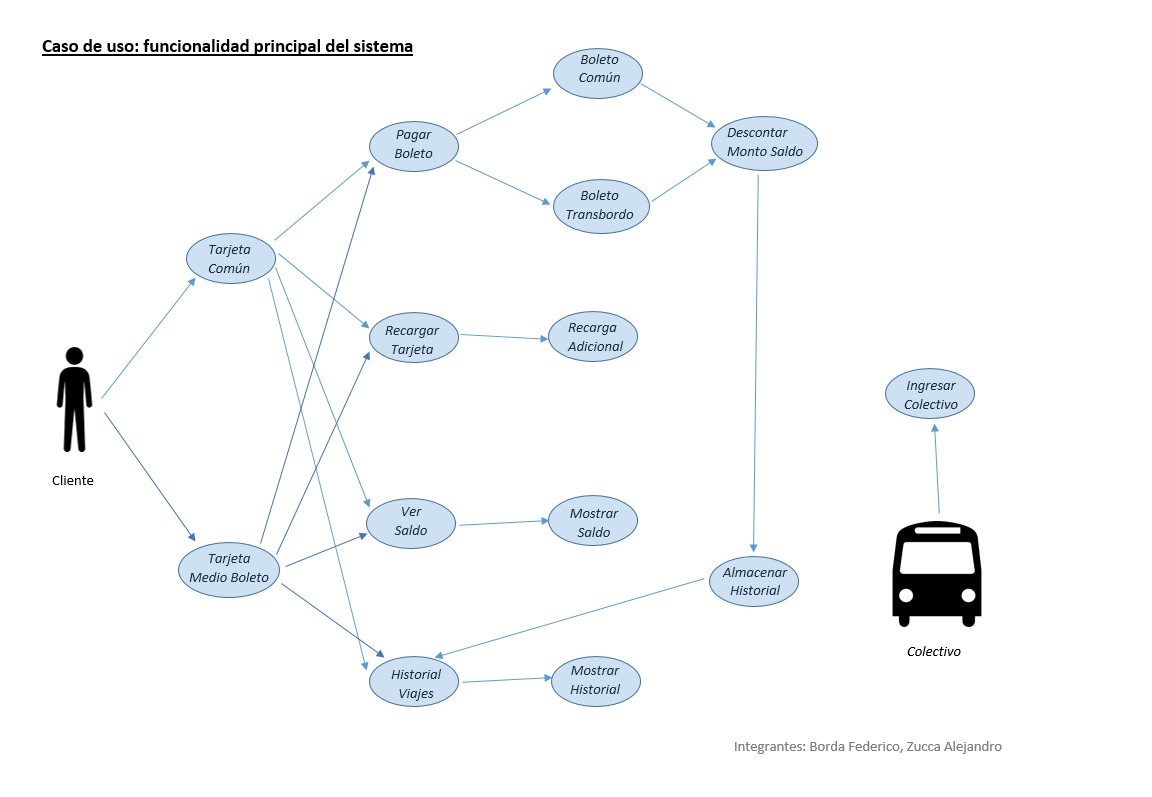 Caso de uso: funcionalidad principal del sistema
Boleto
Común
Pagar
Boleto
Descontar
Monto Saldo
Boleto
Transbordo
Tarjeta
Común
Recargar
Tarjeta
Recarga
Adicional
Ingresar
Colectivo
Cliente
Ver
Saldo
Mostrar
Saldo
Tarjeta
Medio Boleto
Almacenar
Historial
Colectivo
Historial
Viajes
Mostrar
Historial
Integrantes: Borda Federico, Zucca Alejandro